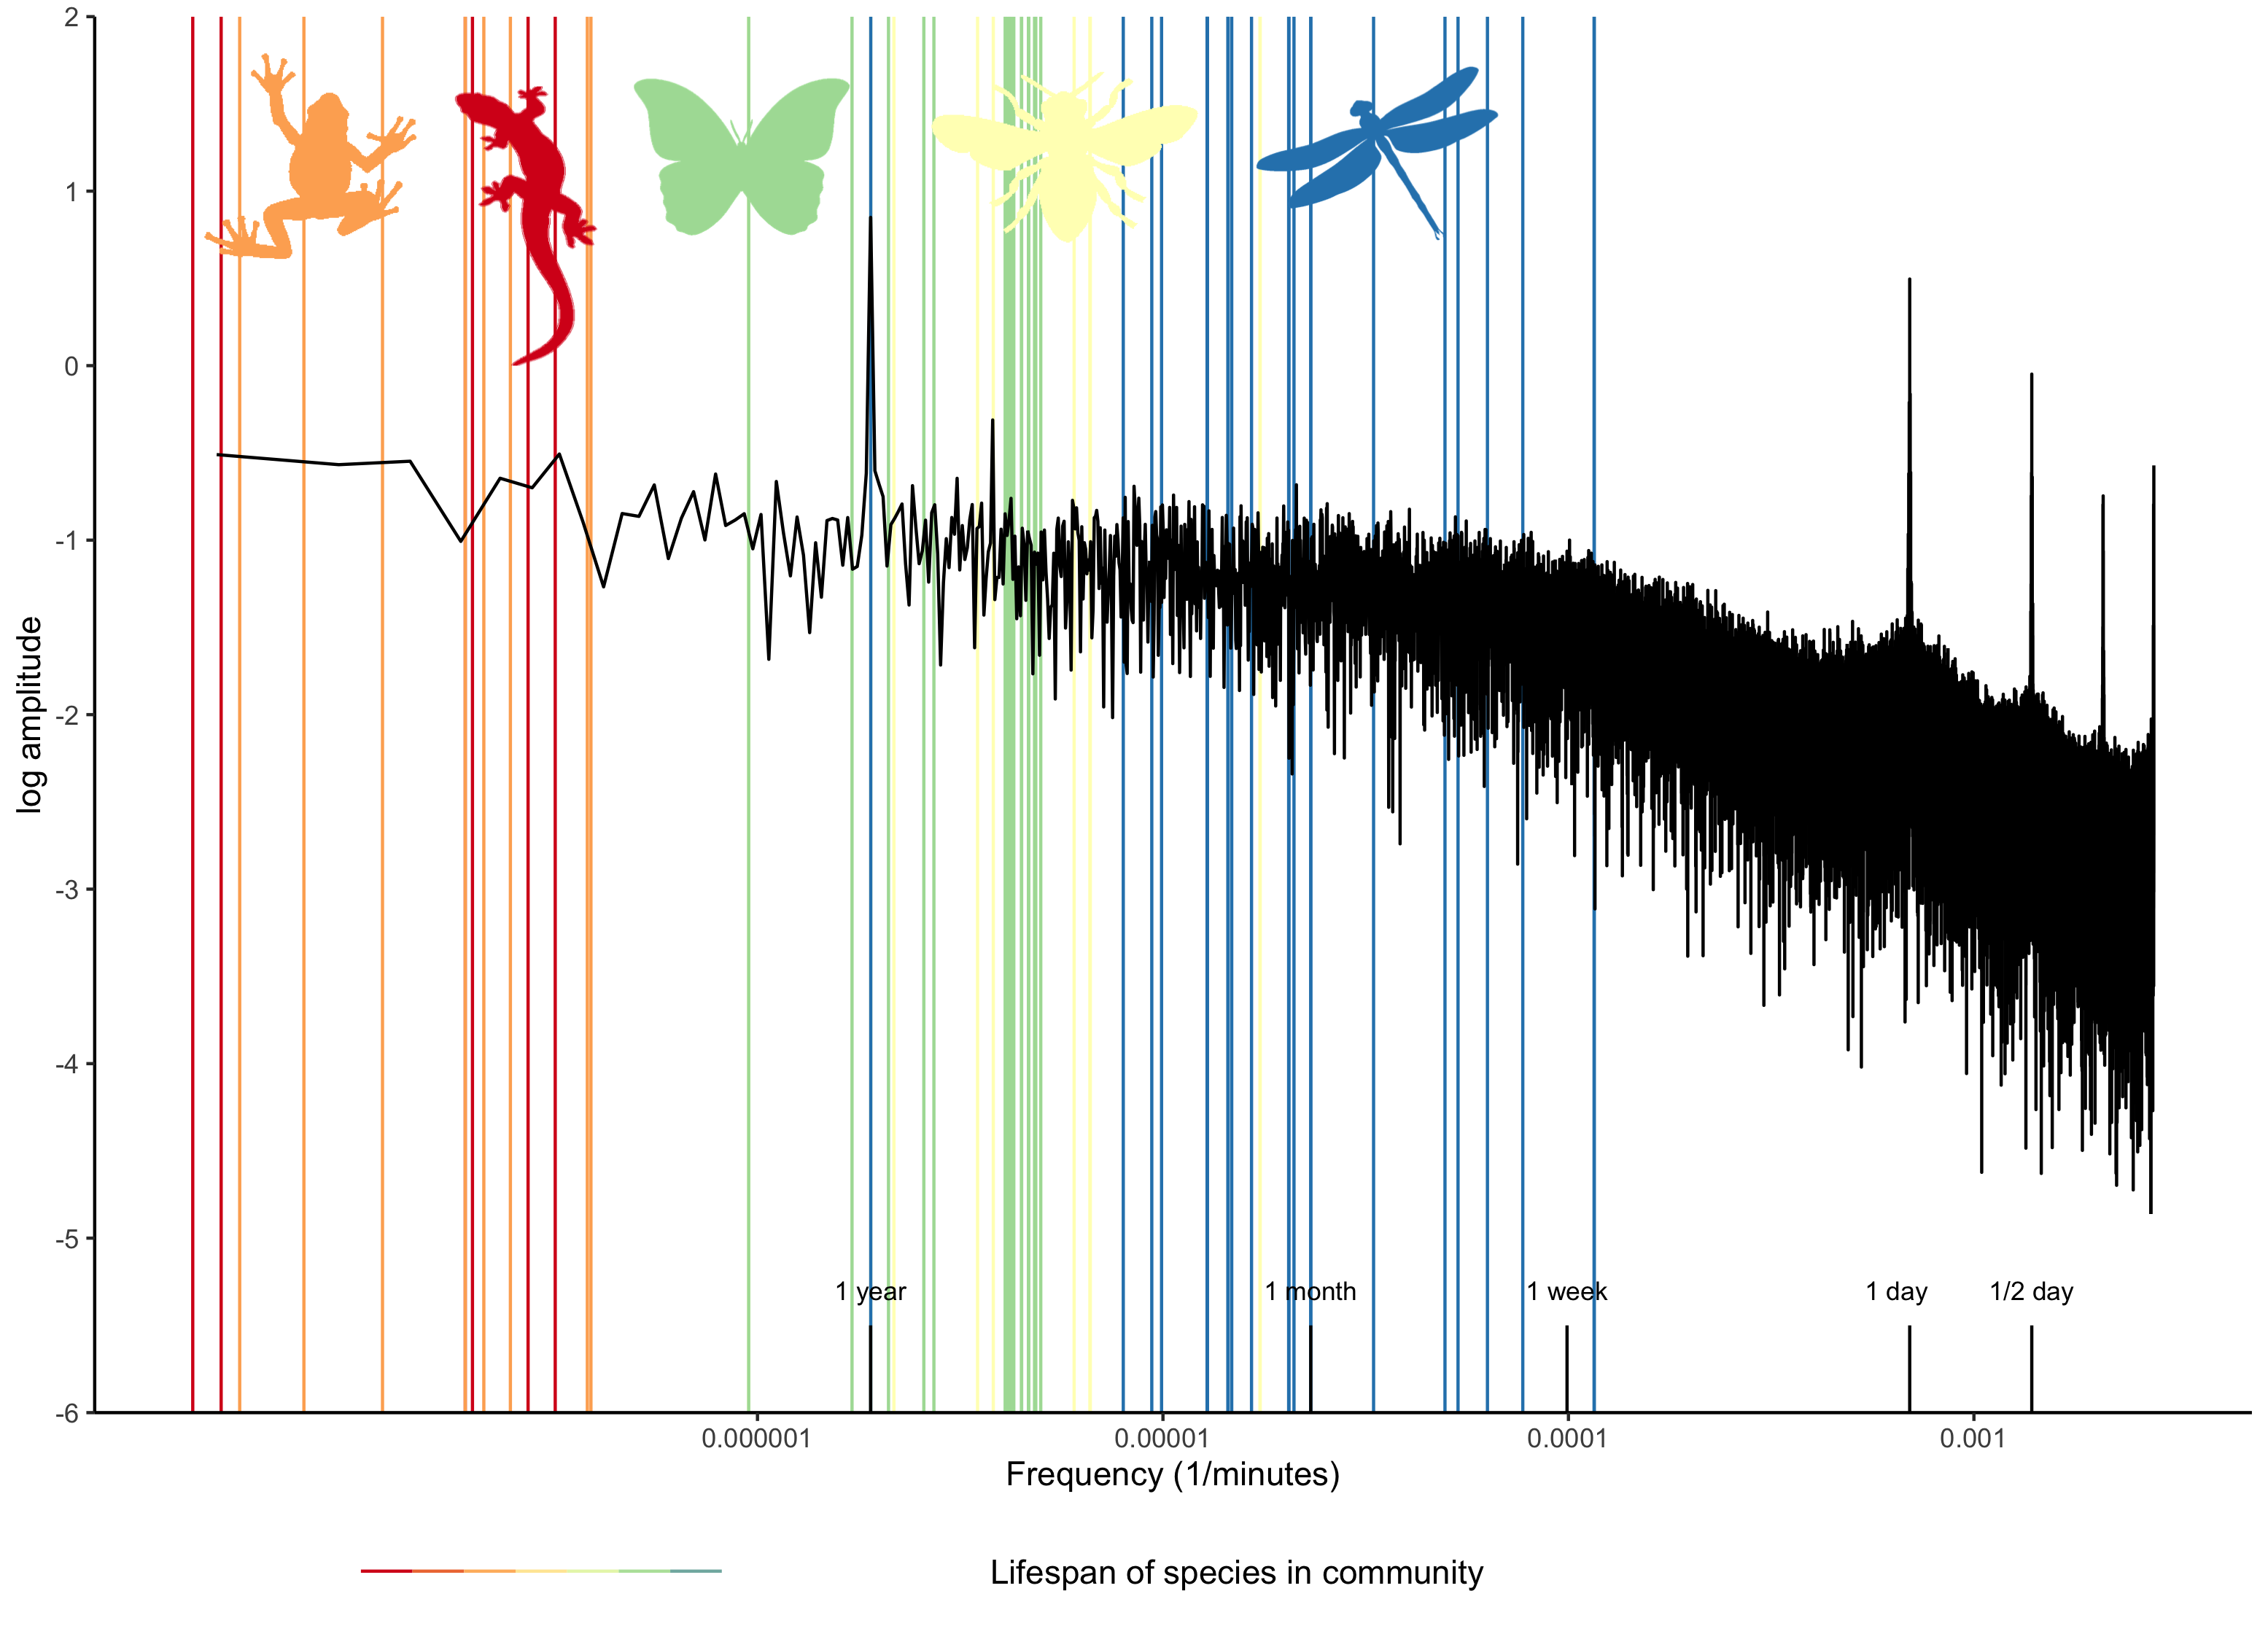 2
1
0
-1
-2
-3
-4
-5
-6
log amplitude
1 year
1 month
1 week
1 day
1/2 day
0.000001
0.00001
0.0001
0.001
Frequency (1/minutes)
Lifespan of species in community